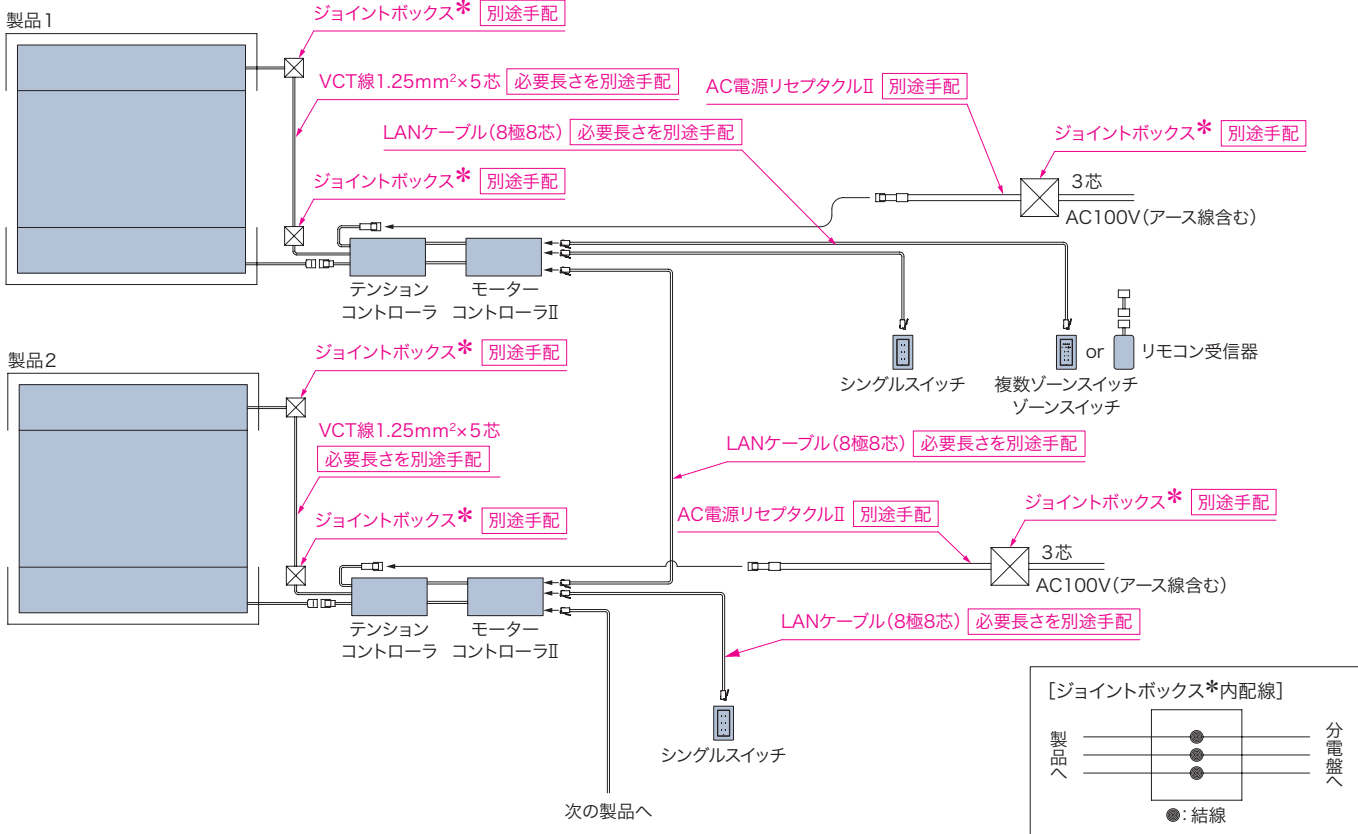 製品1
ジョイントボックス* 別途手配
VCT線1.25mm²×5芯 必要長さを別途手配
AC電源リセプタクルⅡ 別途手配
LANケーブル(8極8芯) 必要長さを別途手配
ジョイントボックス* 別途手配
ジョイントボックス* 別途手配
3芯
AC100V(アース線含む)
テンション
コントローラ
モーター
コントローラⅡ
シングルスイッチ
or
リモコン受信器
複数ゾーンスイッチ
ゾーンスイッチ
製品2
ジョイントボックス* 別途手配
VCT線1.25mm²×5芯
必要長さを別途手配
LANケーブル(8極8芯) 必要長さを別途手配
ジョイントボックス* 別途手配
AC電源リセプタクルⅡ 別途手配
ジョイントボックス* 別途手配
3芯
AC100V(アース線含む)
テンション
コントローラ
モーター
コントローラⅡ
LANケーブル(8極8芯) 必要長さを別途手配
シングルスイッチ
次の製品へ
[ジョイントボックス*内配線]
製品へ
分電盤へ
:結線